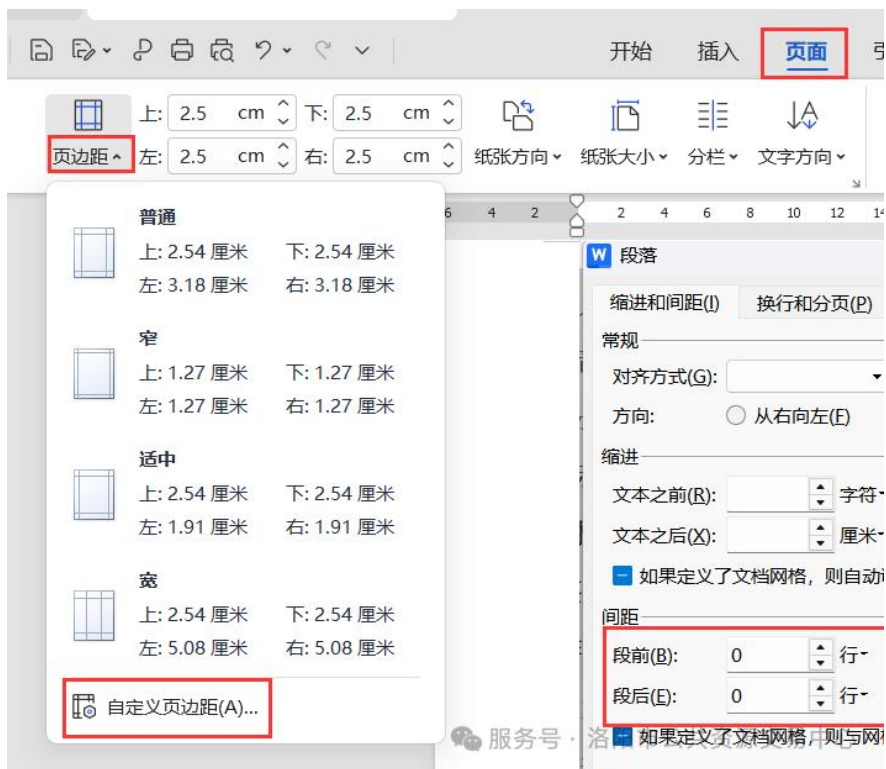 开始 插入 页面
上: 2.5 cm 下: 2.5 cm
页边距 左: 2.5 cm 右: 2.5 cm 纸张方向 纸张大小 分栏 文字方向
6 4 2 2 4 6 8 10 12 14
普通
上: 2.54 厘米 下: 2.54 厘米
左: 3.18 厘米 右: 3.18 厘米
窄
上: 1.27 厘米 下: 1.27 厘米
左: 1.27 厘米 右: 1.27 厘米
适中
上: 2.54 厘米 下: 2.54 厘米
左: 1.91 厘米 右: 1.91 厘米
宽
上: 2.54 厘米 下: 2.54 厘米
左: 5.08 厘米 右: 5.08 厘米
自定义页边距(A)...
W 段落
缩进和间距(I) 换行和分页(P)
常规
对齐方式(G):
方向: 从右向左(F)
缩进
文本之前(R): 字符
文本之后(X): 厘米
如果定义了文档网格，则自动
间距
段前(B): 0 行
段后(E): 0 行
如果定义了文档网格，则与网
服务号 · 洛阳市公共资源交易中心